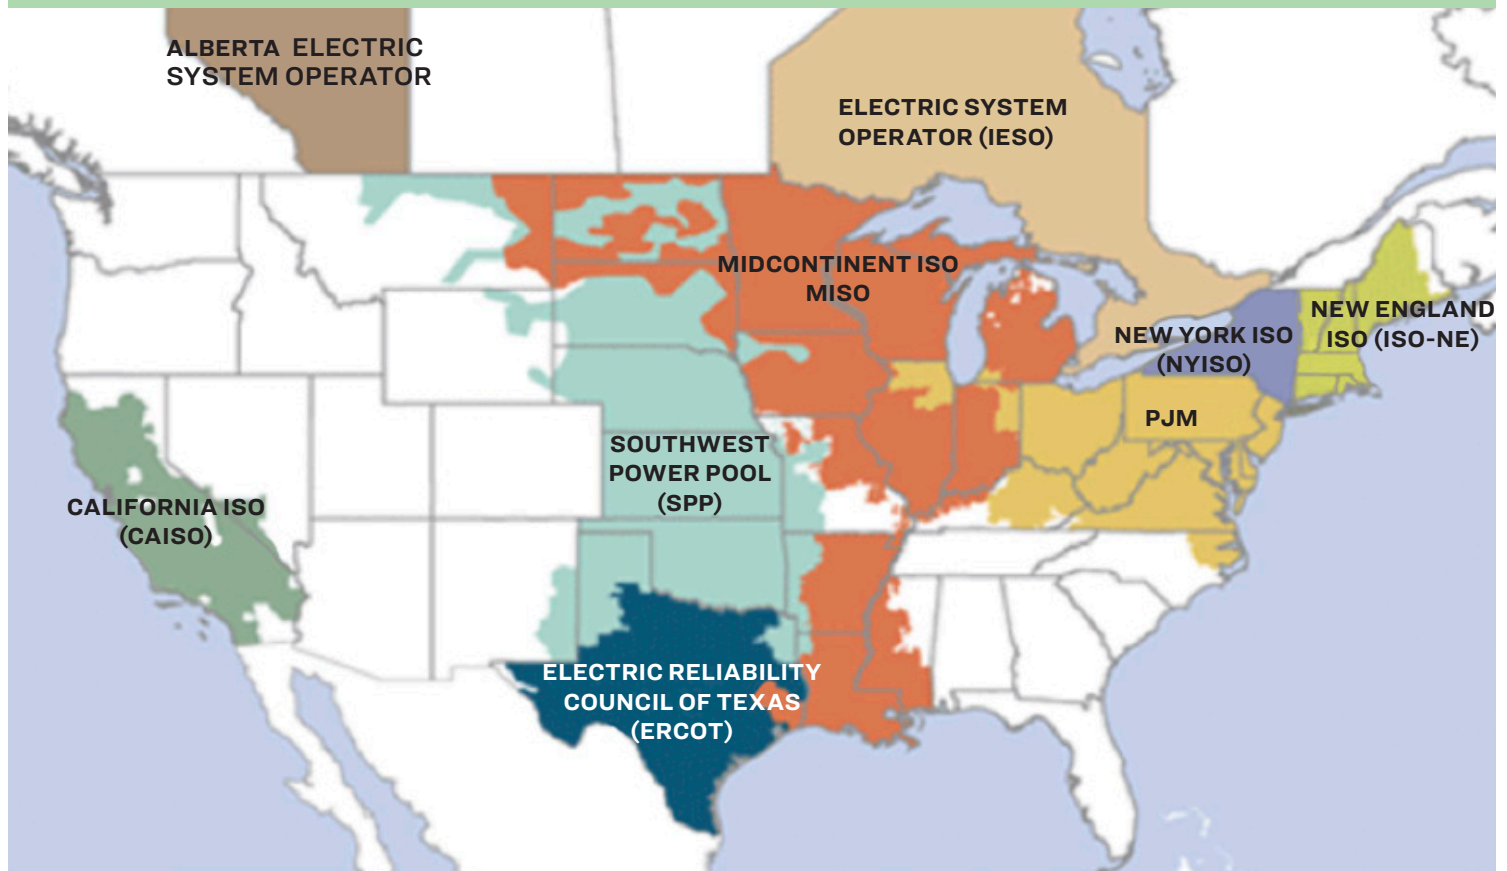 ALBERTA ELECTRIC
SYSTEM OPERATOR
ELECTRIC SYSTEM
OPERATOR (IESO)
MIDCONTINENT ISO
MISO
NEW ENGLAND
ISO (ISO-NE)
NEW YORK ISO
(NYISO)
PJM
SOUTHWEST
POWER POOL
(SPP)
CALIFORNIA ISO
(CAISO)
ELECTRIC RELIABILITY
COUNCIL OF TEXAS
(ERCOT)